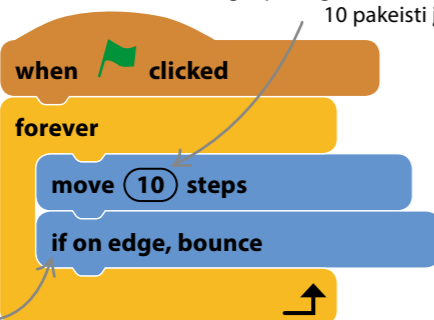 10 pakeisti
when clicked
forever
move 10 steps
if on edge, bounce